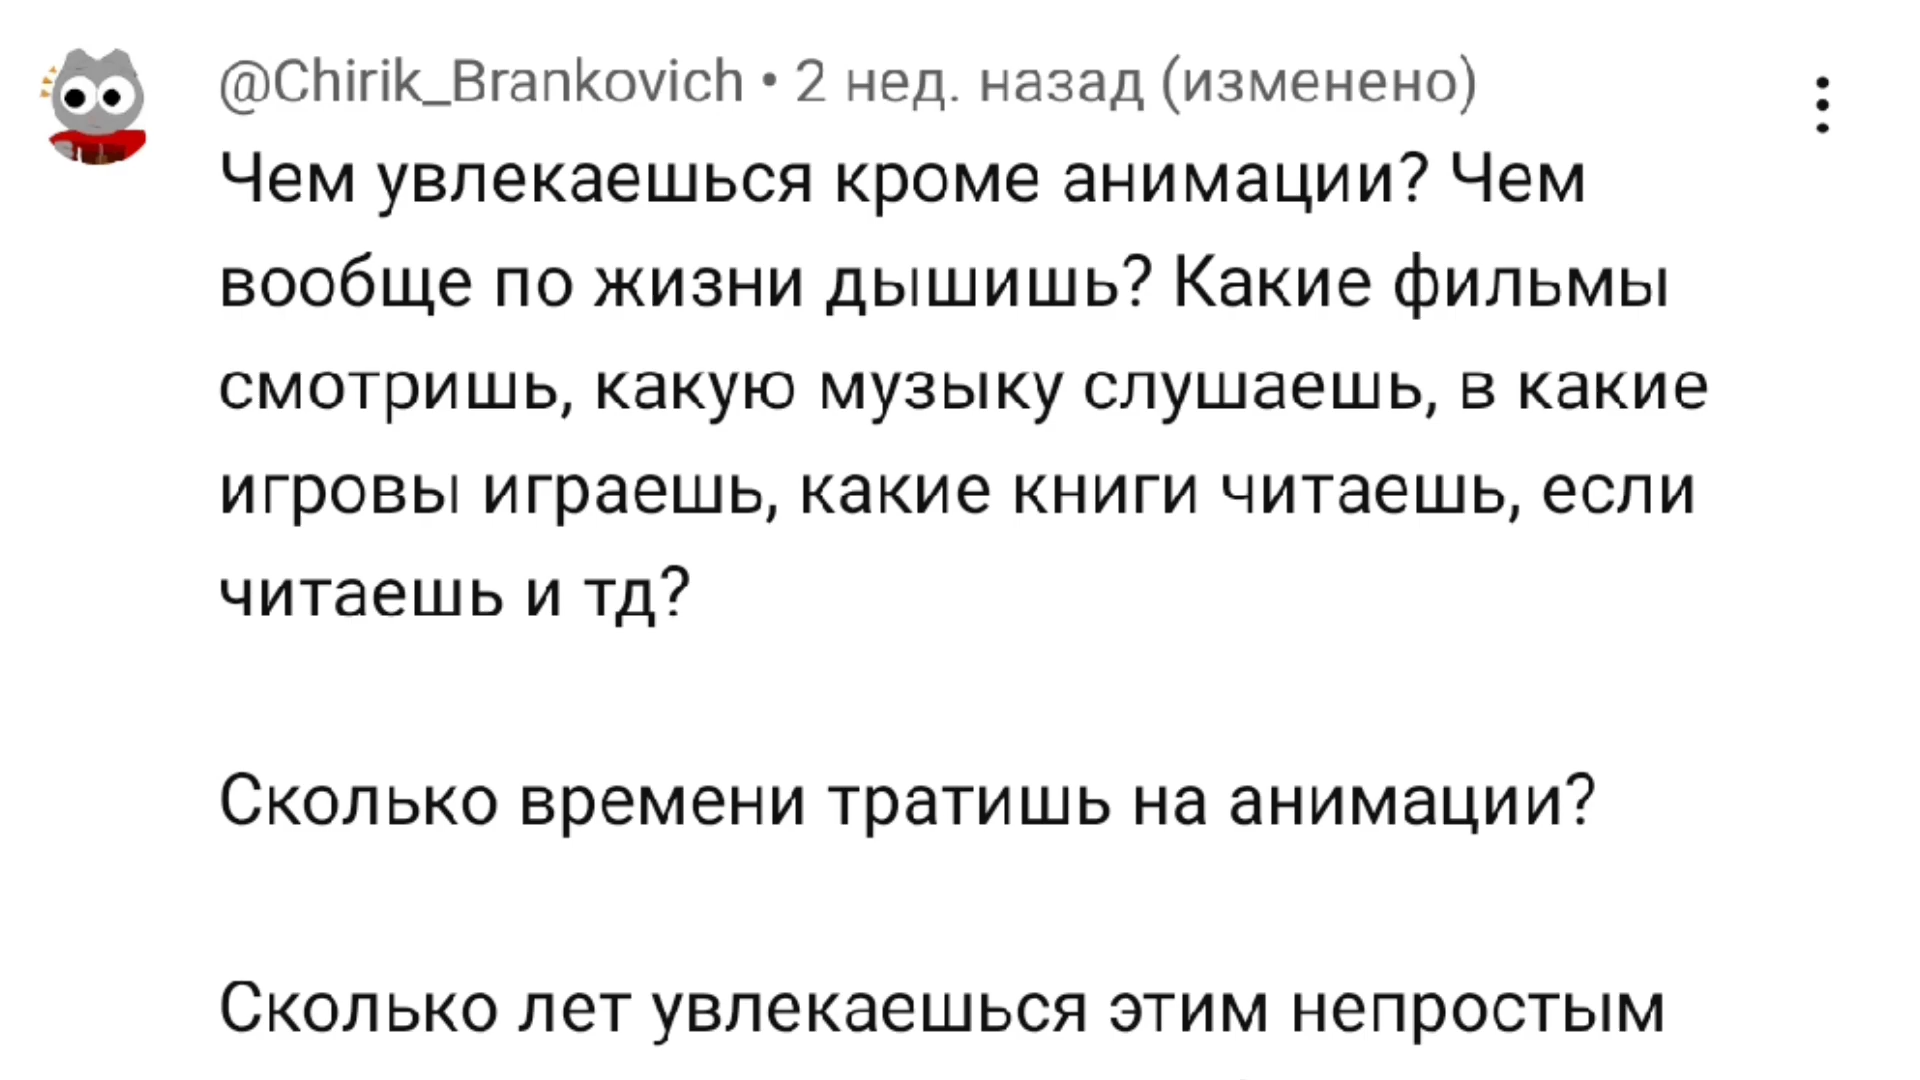 @Chirik_Brankovich • 2 нед. назад (изменено)
Чем увлекаешься кроме анимации? Чем
вообще по жизни дышишь? Какие фильмы
смотришь, какую музыку слушаешь, в какие
игровы играешь, какие книги читаешь, если
читаешь и тд?
Сколько времени тратишь на анимации?
Сколько лет увлекаешься этим непростым